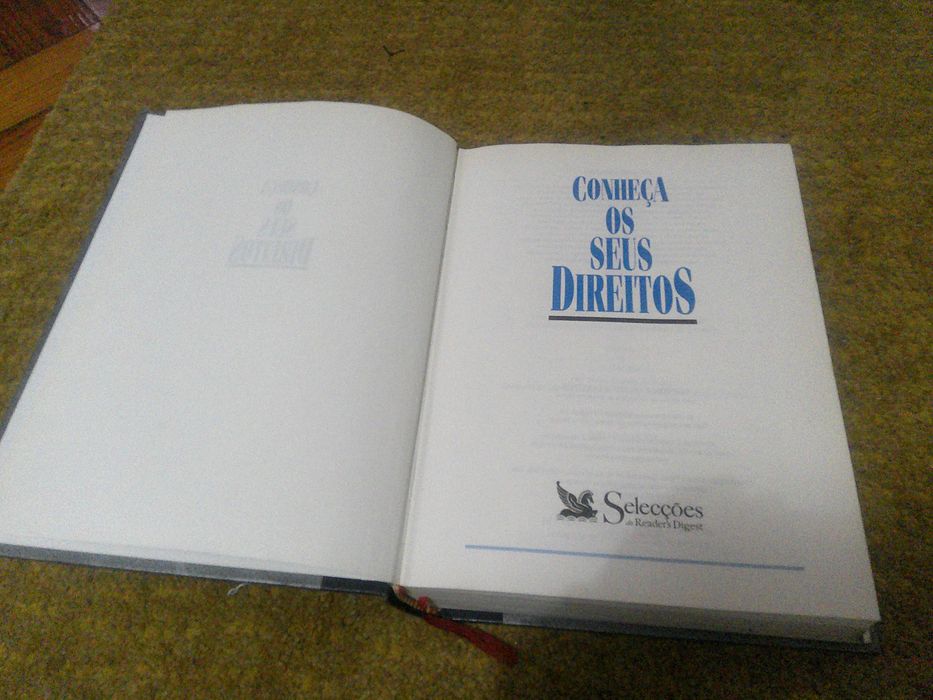 CONHEÇA
OS
SEUS
DIREITOS
Selecções
do Reader's Digest